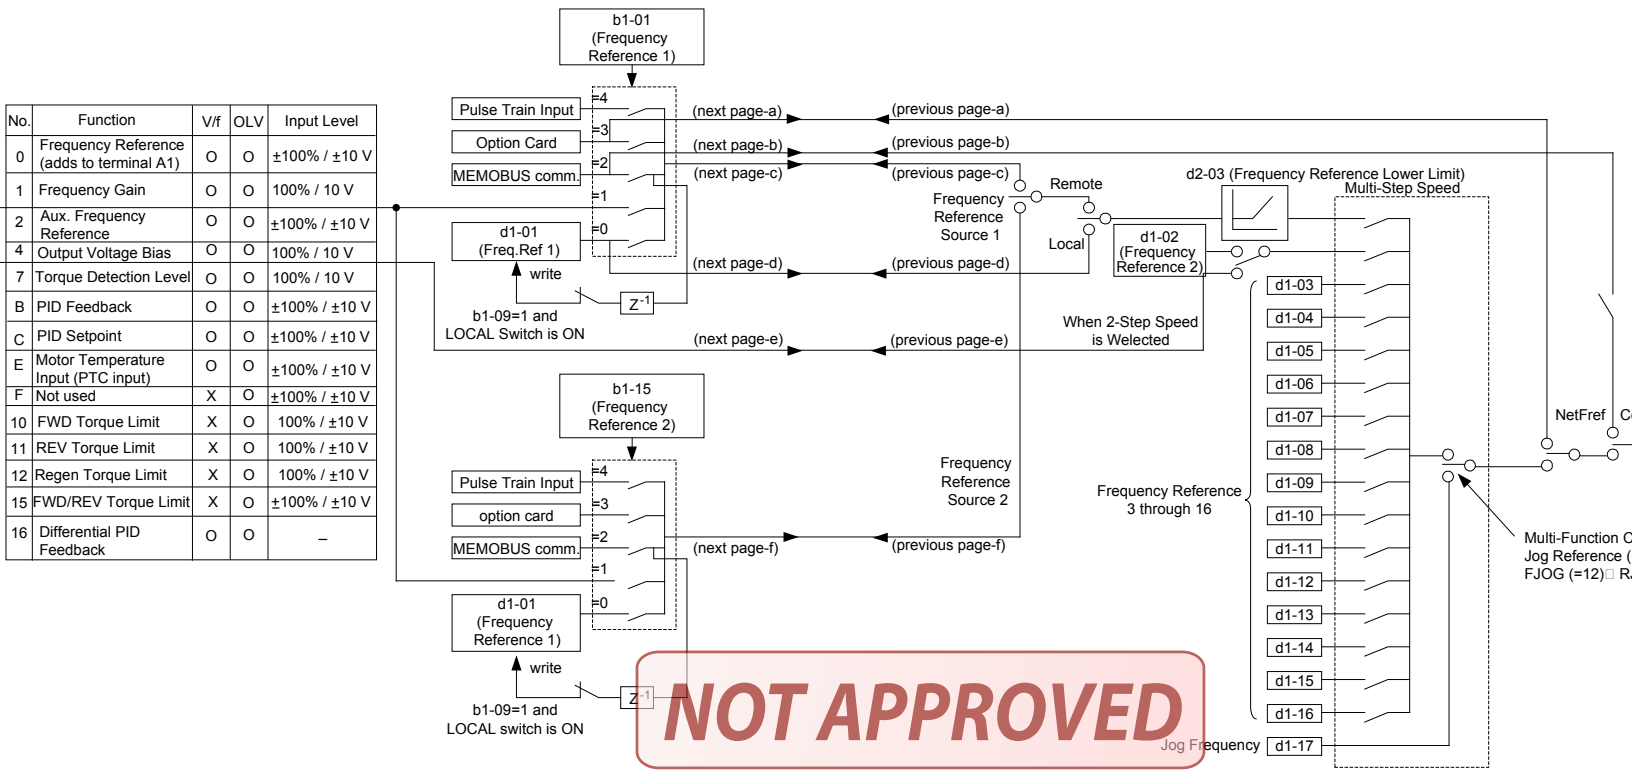 b1-01
(Frequency
Reference 1)
No. Function V/f OLV Input Level
0 Frequency Reference (adds to terminal A1) O O ±100% / ±10 V
1 Frequency Gain O O 100% / 10 V
2 Aux. Frequency Reference O O ±100% / ±10 V
4 Output Voltage Bias O O 100% / 10 V
7 Torque Detection Level O O 100% / 10 V
B PID Feedback O O ±100% / ±10 V
C PID Setpoint O O ±100% / ±10 V
E Motor Temperature Input (PTC input) O O ±100% / ±10 V
F Not used X O ±100% / ±10 V
10 FWD Torque Limit X O 100% / ±10 V
11 REV Torque Limit X O 100% / ±10 V
12 Regen Torque Limit X O 100% / ±10 V
15 FWD/REV Torque Limit X O ±100% / ±10 V
16 Differential PID Feedback O O –
Pulse Train Input
Option Card
MEMOBUS comm.
=4
=3
=2
=1
=0
d1-01
(Freq.Ref 1)
write
Z-1
b1-09=1 and
LOCAL Switch is ON
(next page-a)
(next page-b)
(next page-c)
(next page-d)
(next page-e)
(previous page-a)
(previous page-b)
(previous page-c)
(previous page-d)
(previous page-e)
b1-15
(Frequency
Reference 2)
Pulse Train Input
option card
MEMOBUS comm.
=4
=3
=2
=1
=0
d1-01
(Frequency
Reference 1)
write
Z-1
b1-09=1 and
LOCAL switch is ON
(next page-f)
(previous page-f)
Frequency
Reference
Source 1
Remote
Local
Frequency
Reference
Source 2
d2-03 (Frequency Reference Lower Limit)
Multi-Step Speed
d1-02
(Frequency
Reference 2)
When 2-Step Speed
is Welected
Frequency Reference
3 through 16
d1-03
d1-04
d1-05
d1-06
d1-07
d1-08
d1-09
d1-10
d1-11
d1-12
d1-13
d1-14
d1-15
d1-16
Jog Frequency d1-17
NetFref
Multi-Function
Jog Reference (
FJOG (=12)
NOT APPROVED